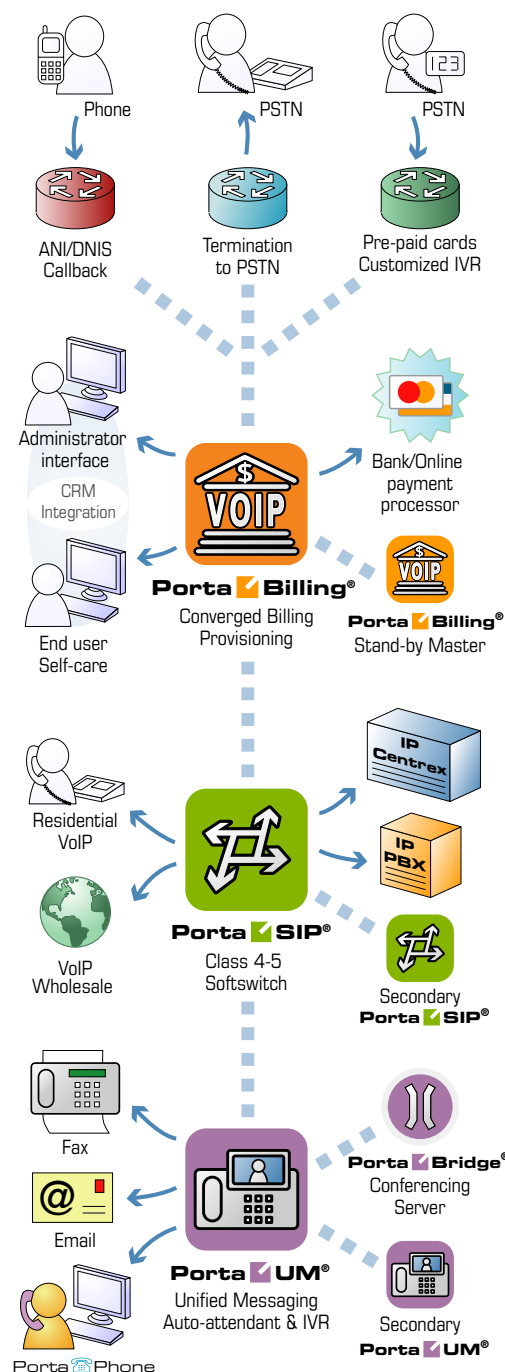 123
Phone
PSTN
PSTN
ANI/DNIS
Callback
Termination
to PSTN
Pre-paid cards
Customized IVR
Administrator
interface
CRM
Integration
End user
Self-care
$
VOIP
Porta Billing®
Converged Billing
Provisioning
Bank/Online
payment
processor
$
VOIP
Porta Billing®
Stand-by Master
Residential
VoIP
VoIP
Wholesale
Porta SIP®
Class 4-5
Softswitch
IP
Centrex
IP
PBX
Secondary
Porta SIP®
Fax
@
Email
Porta Phone
Porta UM®
Unified Messaging
Auto-attendant & IVR
Porta Bridge®
Conferencing
Server
Secondary
Porta UM®